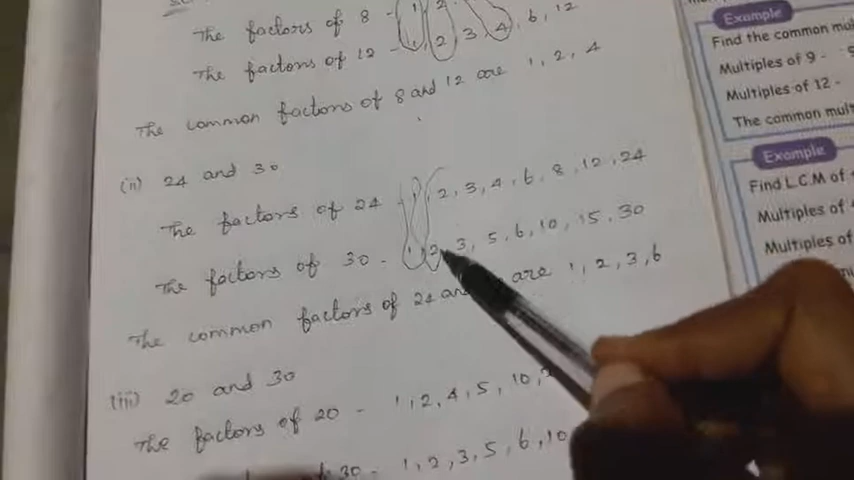 The factors of 8 - 1, 2,
The factors of 12 - 1, 2, 3, 4, 6, 12
The common factors of 8 and 12 are 1, 2, 4
(ii) 24 and 30
The factors of 24 - 1, 2, 3, 4, 6, 8, 12, 24
The factors of 30 - 1, 2, 3, 5, 6, 10, 15, 30
The common factors of 24 and are 1, 2, 3, 6
(iii) 20 and 30
The factors of 20 - 1, 2, 4, 5, 10,
30 - 1, 2, 3, 5, 6, 10
Example
Find the common
Multiples of 9 -
Multiples of 12 -
The common
Example
Find L.C.M of
Multiples of
Multiples of